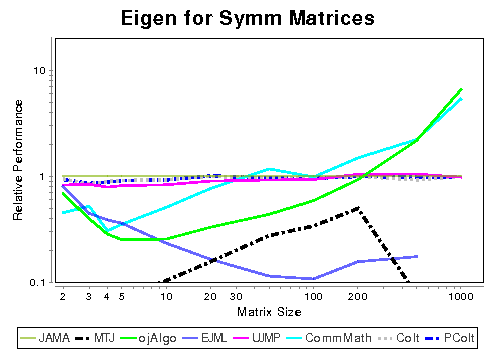 Eigen for Symm Matrices
Relative Performance
10
1
0.1
2 3 4 5 10 20 30 50 100 200 1000
Matrix Size
JAMA MTJ ojAlgo EJML UJMP CommMath Colt PColt